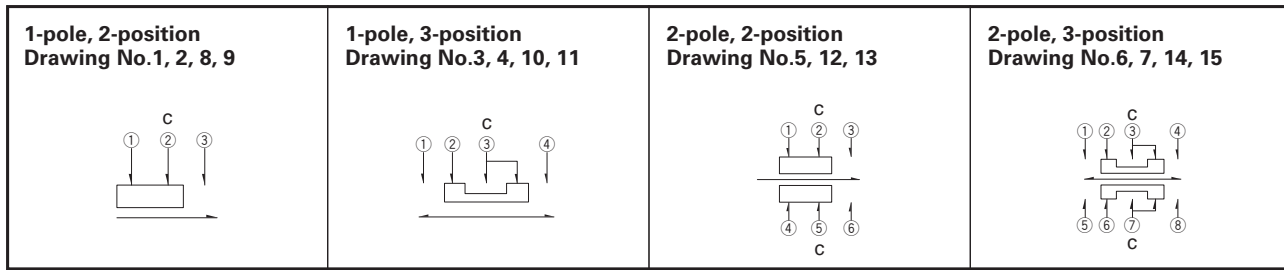 1-pole, 2-position
Drawing No.1, 2, 8, 9
C
① ② ③
1-pole, 3-position
Drawing No.3, 4, 10, 11
C
① ② ③ ④
2-pole, 2-position
Drawing No.5, 12, 13
C
① ② ③
④ ⑤ ⑥
C
2-pole, 3-position
Drawing No.6, 7, 14, 15
C
① ② ③ ④
⑤ ⑥ ⑦ ⑧
C